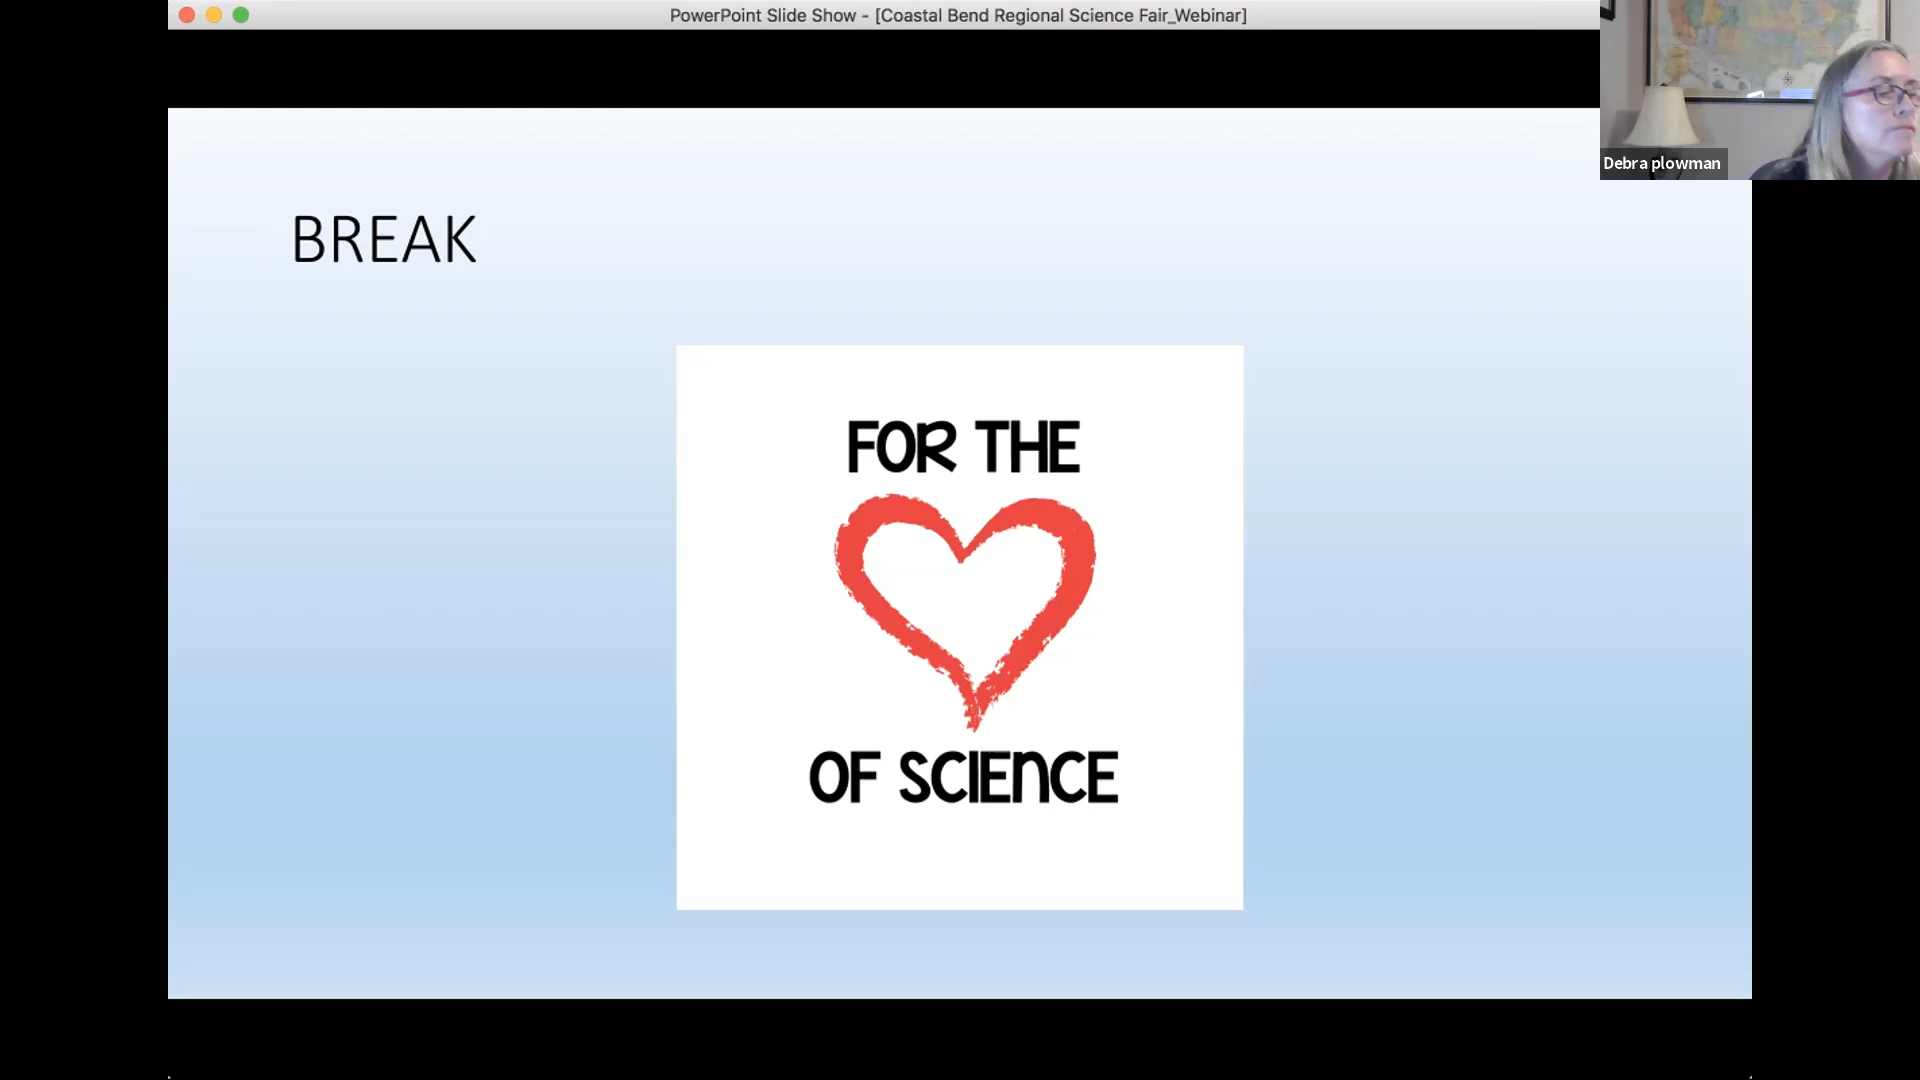 PowerPoint Slide Show - [Coastal Bend Regional Science Fair_Webinar]
Debra plowman
BREAK
FOR THE
OF SCIENCE